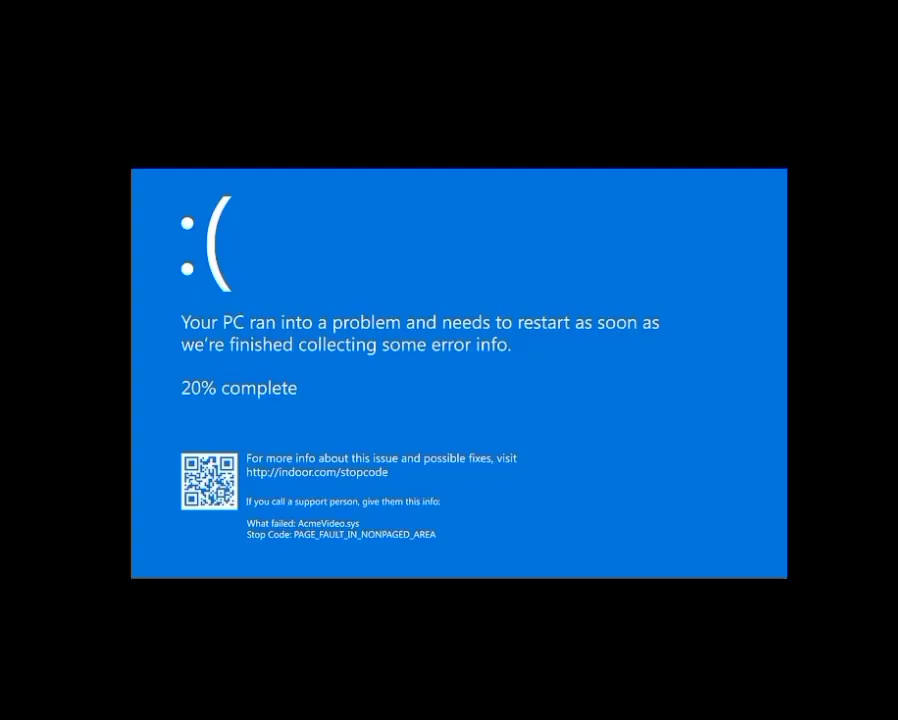 :(
Your PC ran into a problem and needs to restart as soon as
we're finished collecting some error info.
20% complete
For more info about this issue and possible fixes, visit
http://indoor.com/stopcode
If you call a support person, give them this info:
What failed: AcmeVideo.sys
Stop Code: PAGE_FAULT_IN_NONPAGED_AREA